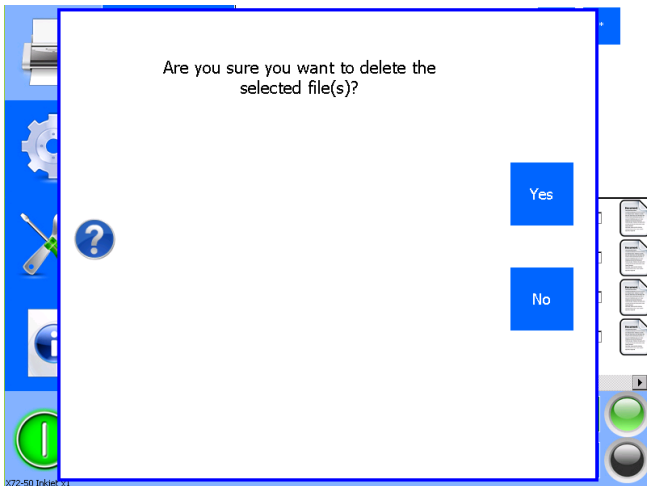 Are you sure you want to delete the
selected file(s)?
Yes
No
X72-50 Inkjet x1